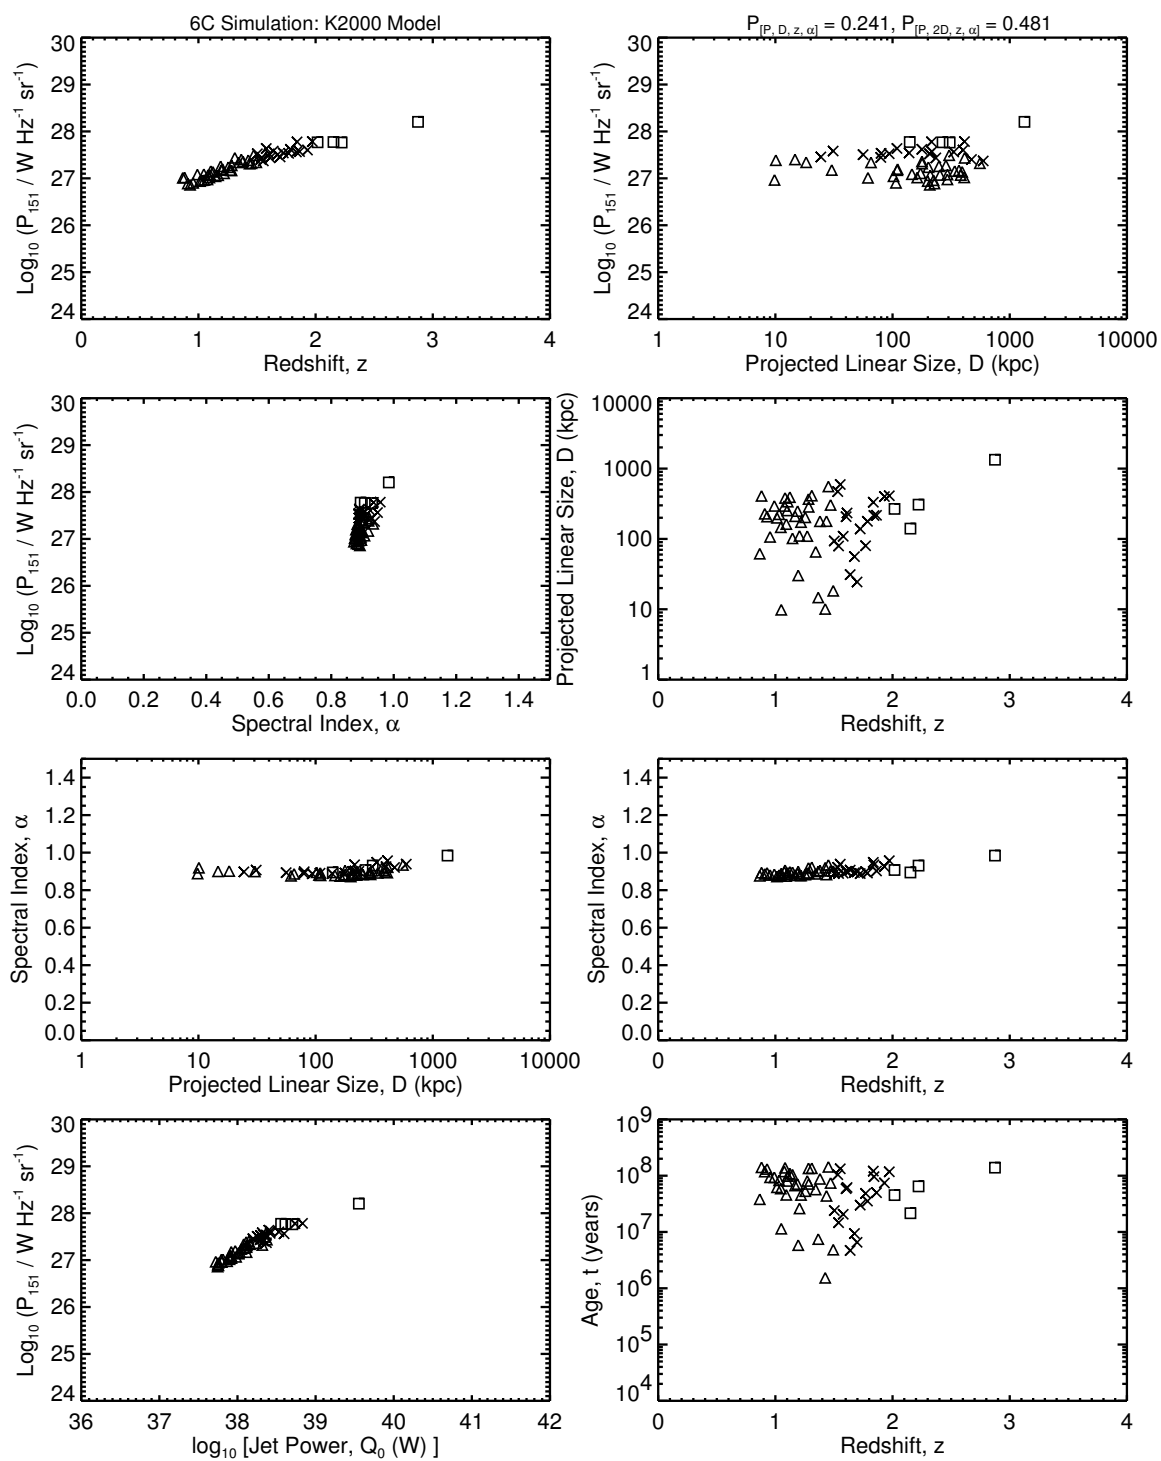 6C Simulation: K2000 Model
P[P, D, z, α] = 0.241, P[P, 2D, z, α] = 0.481
Log10 (P151 / W Hz-1 sr-1)
30
29
28
27
26
25
24
0 1 2 3 4
Redshift, z
Log10 (P151 / W Hz-1 sr-1)
30
29
28
27
26
25
24
1 10 100 1000 10000
Projected Linear Size, D (kpc)
Log10 (P151 / W Hz-1 sr-1)
30
29
28
27
26
25
24
0.0 0.2 0.4 0.6 0.8 1.0 1.2 1.4
Spectral Index, α
Projected Linear Size, D (kpc)
10000
1000
100
10
1
0 1 2 3 4
Redshift, z
Spectral Index, α
1.4
1.2
1.0
0.8
0.6
0.4
0.2
0.0
1 10 100 1000 10000
Projected Linear Size, D (kpc)
Spectral Index, α
1.4
1.2
1.0
0.8
0.6
0.4
0.2
0.0
0 1 2 3 4
Redshift, z
Log10 (P151 / W Hz-1 sr-1)
30
29
28
27
26
25
24
36 37 38 39 40 41 42
log10 [Jet Power, Q0 (W) ]
Age, t (years)
10^9
10^8
10^7
10^6
10^5
10^4
0 1 2 3 4
Redshift, z